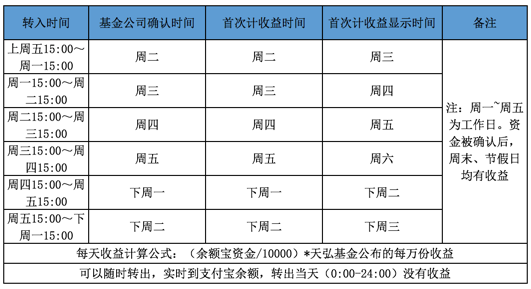 转入时间 基金公司确认时间 首次计收益时间 首次计收益显示时间 备注
上周五15:00～
周一15:00 周二 周二 周三
周一15:00～周
二15:00 周三 周三 周四
周二15:00～周
三15:00 周四 周四 周五
周三15:00～周
四15:00 周五 周五 周六
周四15:00～周
五15:00 下周一 下周一 下周二
周五15:00～下
周一15:00 下周二 下周二 下周三
注：周一~周五
为工作日。资
金被确认后，
周末、节假日
均有收益
每天收益计算公式：（余额宝资金/10000）*天弘基金公布的每万份收益
可以随时转出，实时到支付宝余额，转出当天（0:00-24:00）没有收益